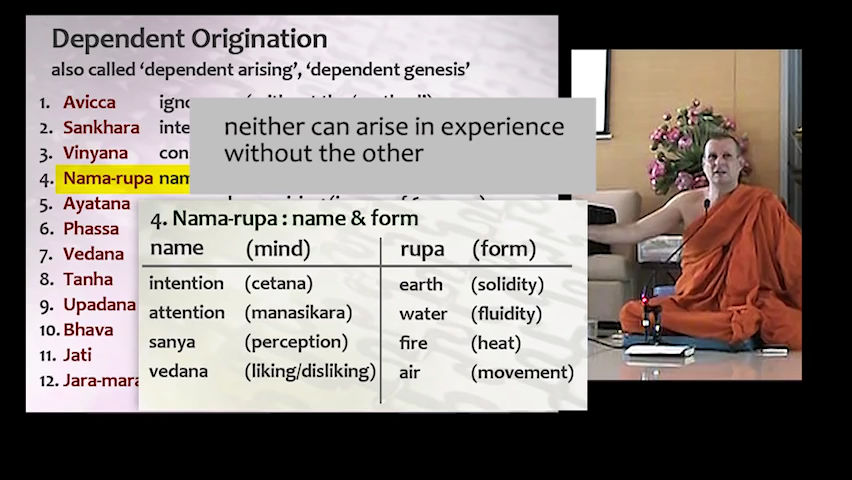 Dependent Origination
also called ‘dependent arising’, ‘dependent genesis’
1. Avicca
2. Sankhara
3. Vinyana
4. Nama-rupa
5. Ayatana
6. Phassa
7. Vedana
8. Tanha
9. Upadana
10. Bhava
11. Jati
12.
neither can arise in experience
without the other
4. Nama-rupa : name & form
name (mind) rupa (form)
intention (cetana) earth (solidity)
attention (manasikara) water (fluidity)
sanya (perception) fire (heat)
vedana (liking/disliking) air (movement)